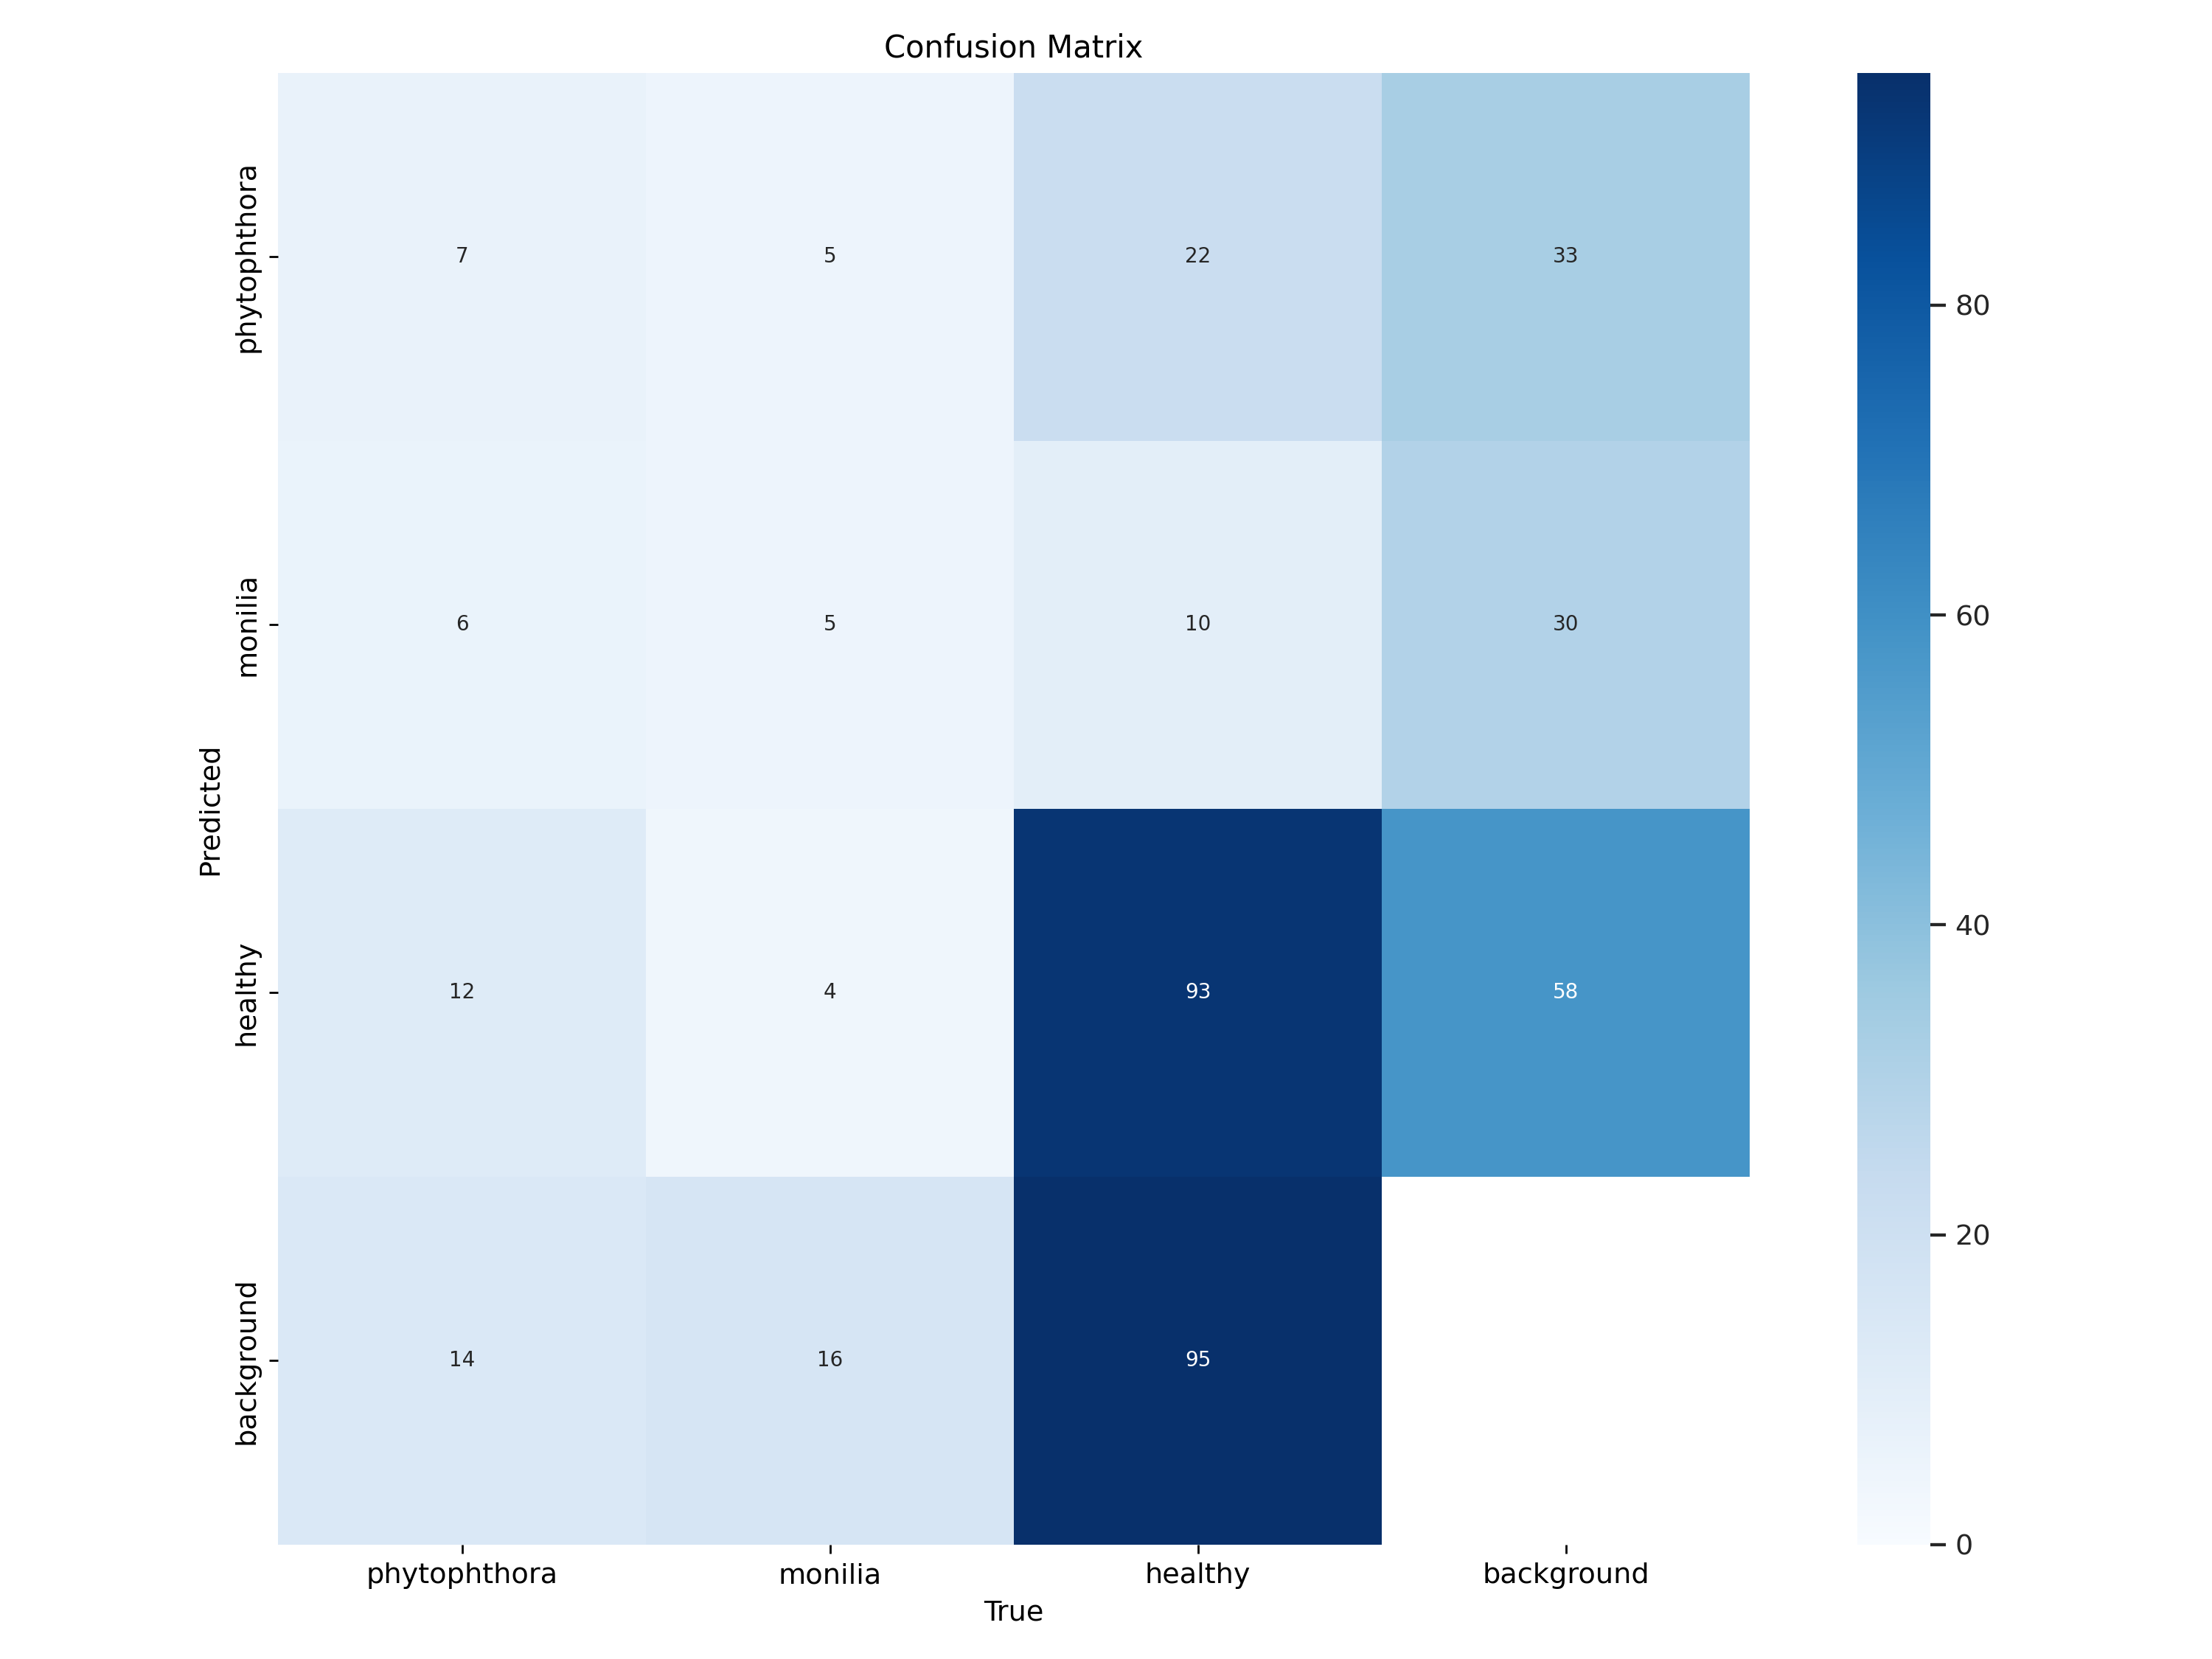 Confusion Matrix
phytophthora
7
5
22
33
monilia
6
5
10
30
healthy
12
4
93
58
background
14
16
95
phytophthora
monilia
healthy
background
True
Predicted
80
60
40
20
0